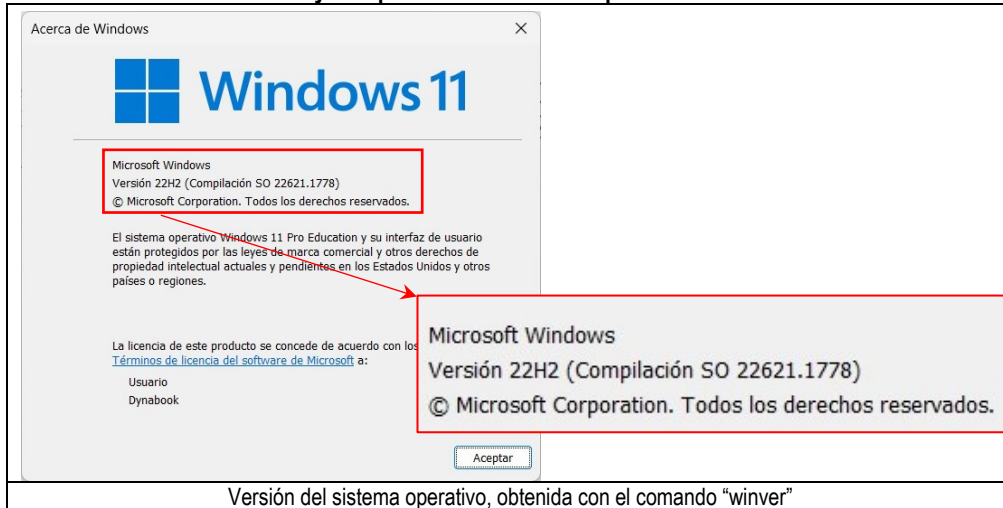 Acerca de Windows
Windows 11
Microsoft Windows
Versión 22H2 (Compilación SO 22621.1778)
© Microsoft Corporation. Todos los derechos reservados.
El sistema operativo Windows 11 Pro Education y su interfaz de usuario
están protegidos por las leyes de marca comercial y otros derechos de
propiedad intelectual actuales y pendientes en los Estados Unidos y otros
países o regiones.
La licencia de este producto se concede de acuerdo con los
Términos de licencia del software de Microsoft a:
Usuario
Dynabook
Aceptar
Microsoft Windows
Versión 22H2 (Compilación SO 22621.1778)
© Microsoft Corporation. Todos los derechos reservados.
Versión del sistema operativo, obtenida con el comando “winver”